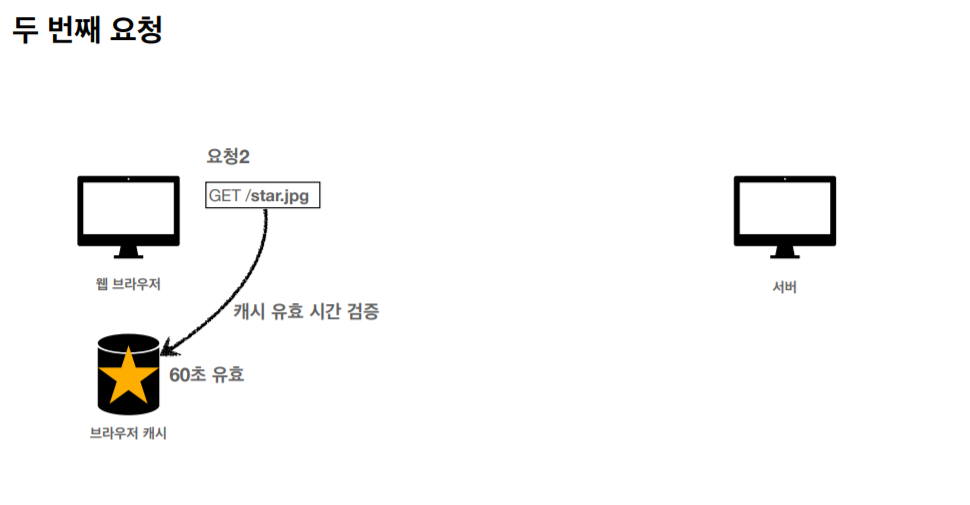 두 번째 요청
요청2
GET /star.jpg
웹 브라우저
서버
캐시 유효 시간 검증
60초 유효
브라우저 캐시